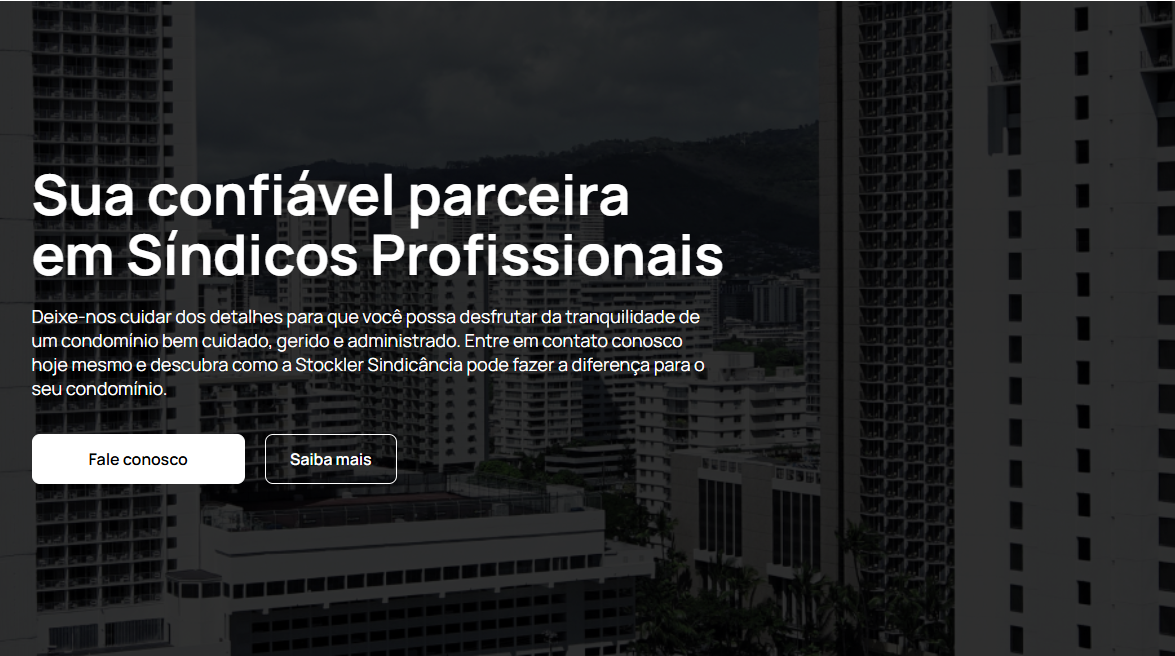 Sua confiável parceira
em Síndicos Profissionais
Deixe-nos cuidar dos detalhes para que você possa desfrutar da tranquilidade de
um condomínio bem cuidado, gerido e administrado. Entre em contato conosco
hoje mesmo e descubra como a Stockler Sindicância pode fazer a diferença para o
seu condomínio.
Fale conosco
Saiba mais